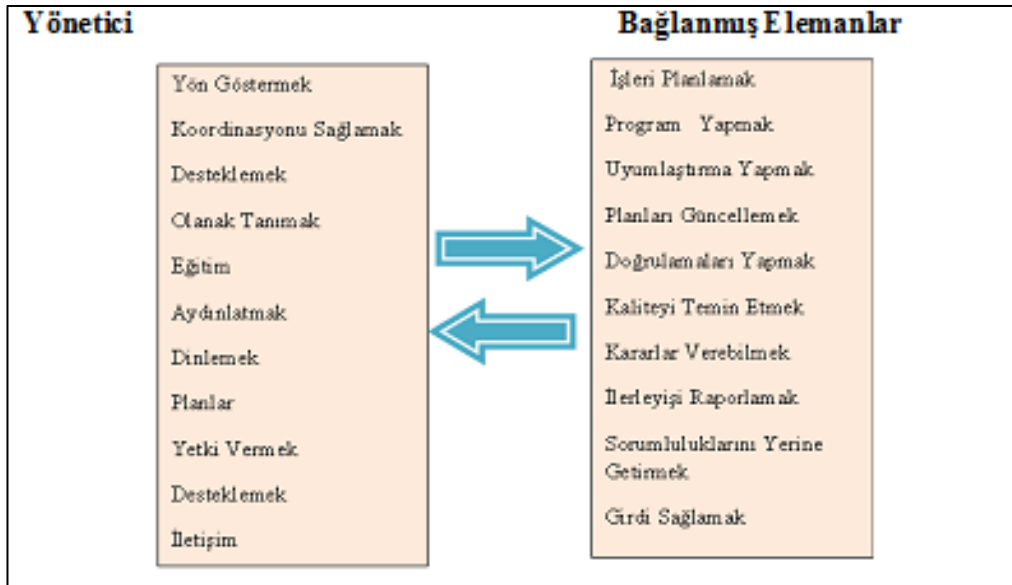 Yönetici
Bağlanmış Elemanlar
Yön Göstermek
Koordinasyonu Sağlamak
Desteklemek
Olanak Tanımak
Eğitim
Aydınlatmak
Dinlemek
Planlar
Yetki Vermek
Desteklemek
İletişim
İşleri Planlamak
Program Yapmak
Uyumlaştırma Yapmak
Planları Güncellemek
Doğrulamaları Yapmak
Kaliteyi Temin Etmek
Kararlar Verebilmek
İlerleyişi Raporlamak
Sorumluluklarını Yerine
Getirmek
Girdi Sağlamak